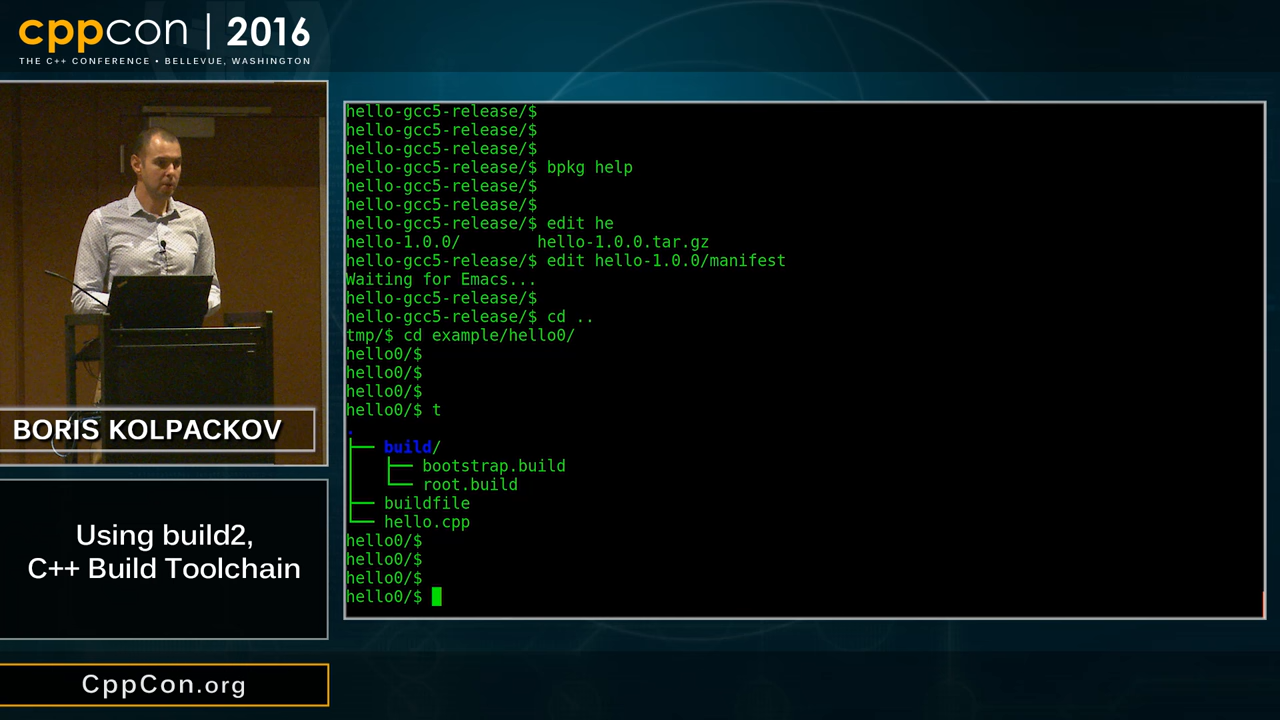 cppcon | 2016
THE C++ CONFERENCE • BELLEVUE, WASHINGTON
hello-gcc5-release/$
hello-gcc5-release/$
hello-gcc5-release/$
hello-gcc5-release/$ bpkg help
hello-gcc5-release/$
hello-gcc5-release/$
hello-gcc5-release/$ edit he
hello-1.0.0/ hello-1.0.0.tar.gz
hello-gcc5-release/$ edit hello-1.0.0/manifest
Waiting for Emacs...
hello-gcc5-release/$
hello-gcc5-release/$ cd ..
tmp/$ cd example/hello0/
hello0/$
hello0/$
hello0/$
hello0/$ t
.
├── build/
│   ├── bootstrap.build
│   └── root.build
├── buildfile
└── hello.cpp
hello0/$
hello0/$
hello0/$
hello0/$
BORIS KOLPACKOV
Using build2,
C++ Build Toolchain
CppCon.org